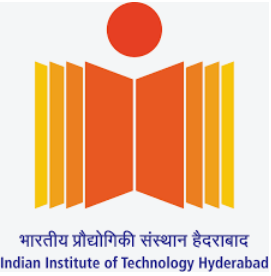 भारतीय प्रौद्योगिकी संस्थान हैदराबाद
Indian Institute of Technology Hyderabad